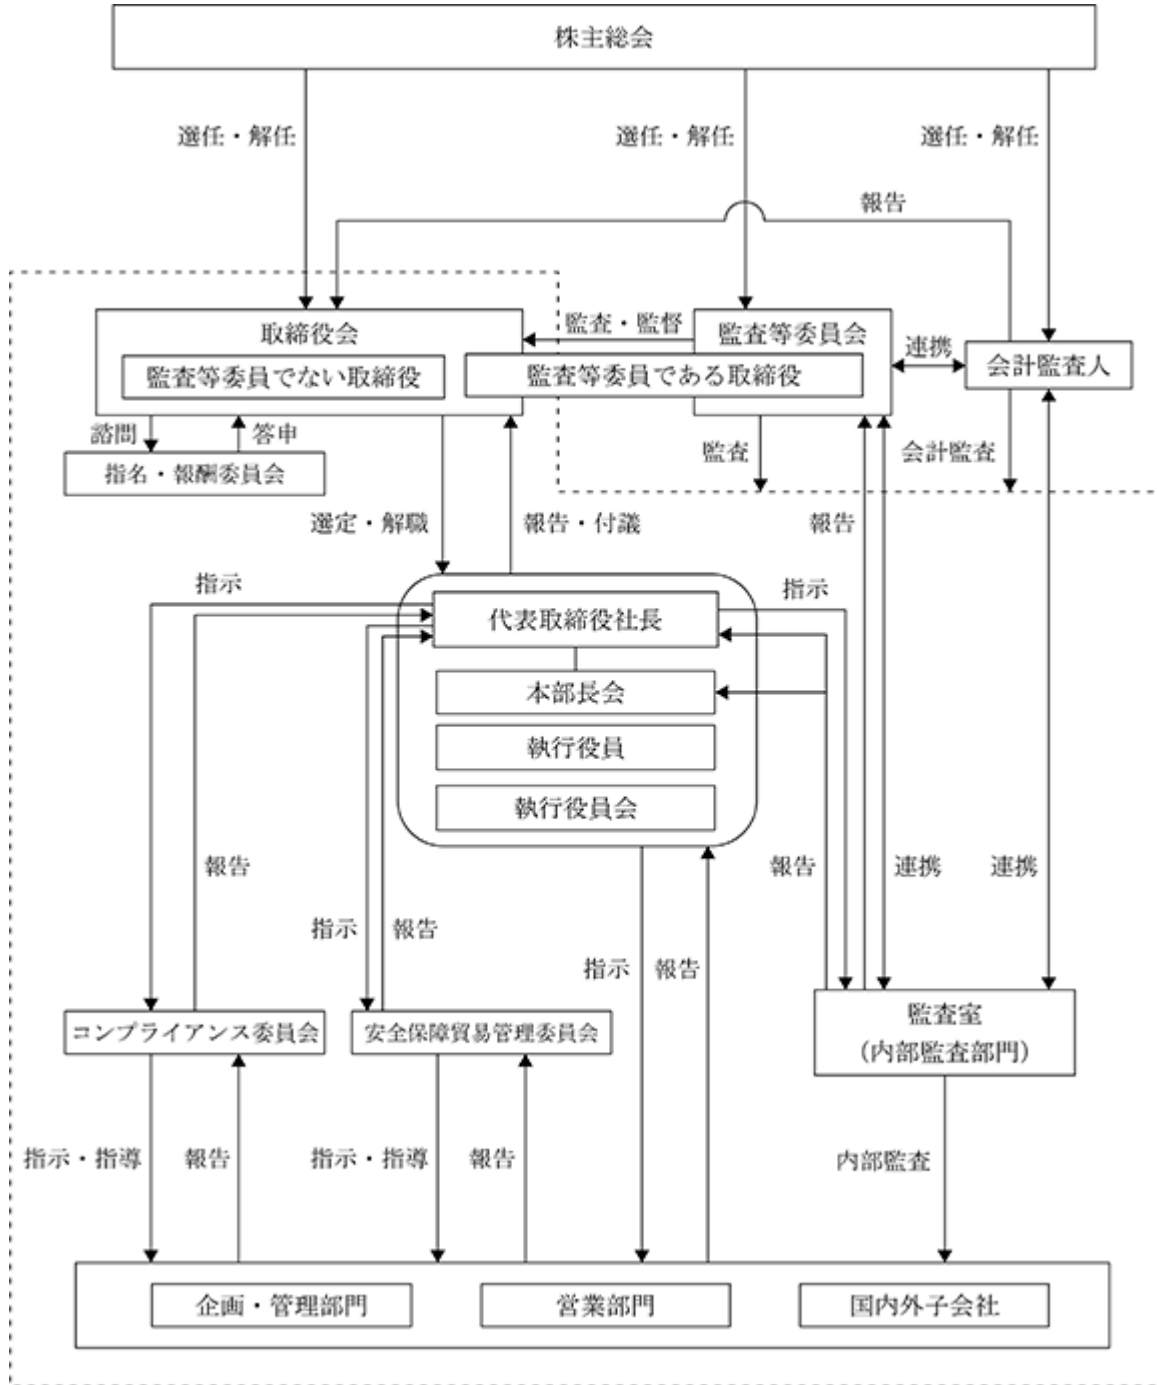 株主総会
選任・解任
選任・解任
選任・解任
報告
取締役会
監査等委員でない取締役
監査・監督
監査等委員会
監査等委員である取締役
連携
会計監査人
諮問
答申
指名・報酬委員会
監査
会計監査
選定・解職
報告・付議
報告
指示
代表取締役社長
指示
本部長会
執行役員
執行役員会
報告
指示
報告
指示
報告
報告
連携
連携
コンプライアンス委員会
安全保障貿易管理委員会
監査室
（内部監査部門）
指示・指導
報告
指示・指導
報告
内部監査
企画・管理部門
営業部門
国内外子会社